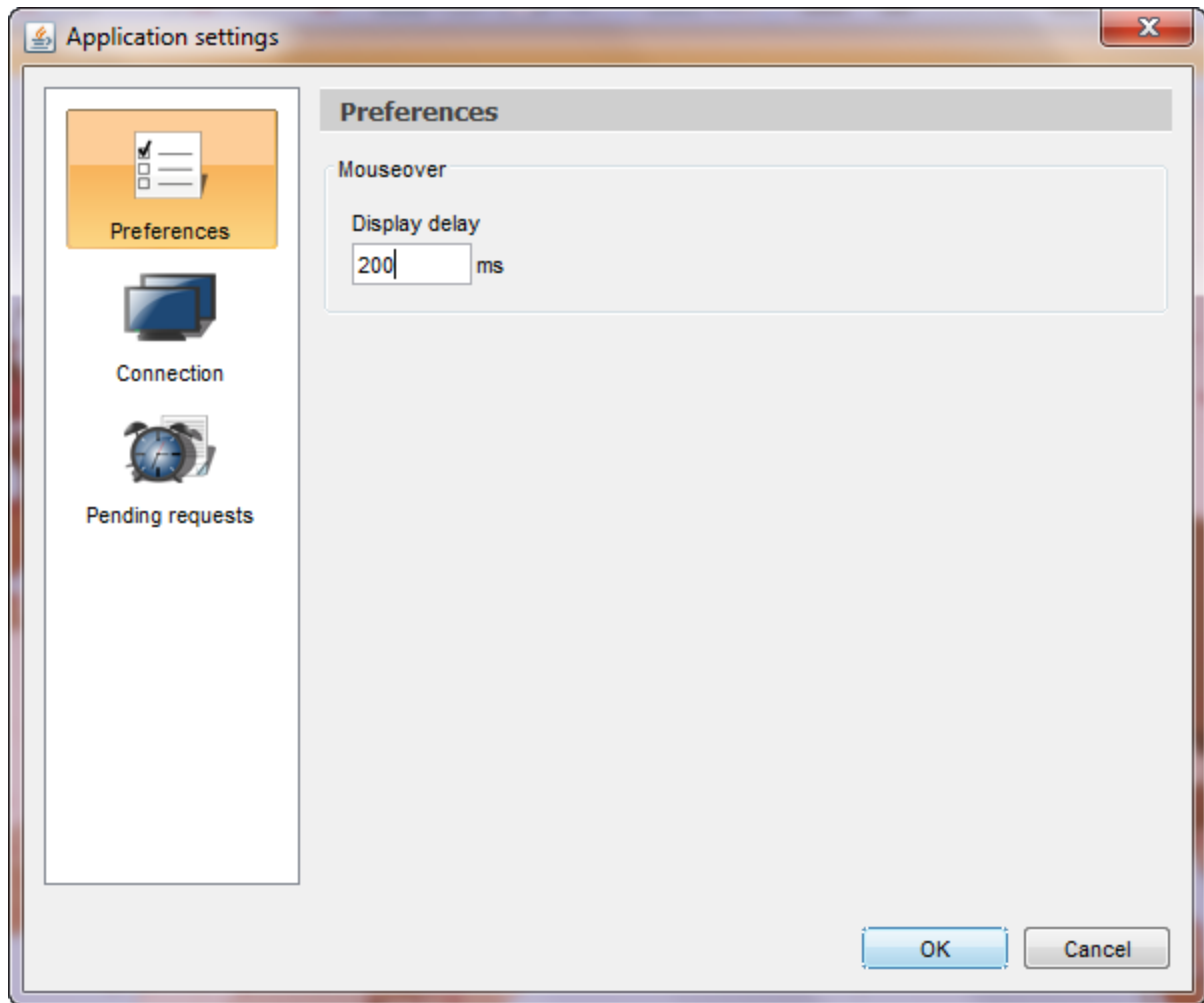 Application settings
Preferences
Connection
Pending requests
Preferences
Mouseover
Display delay
200 ms
OK Cancel